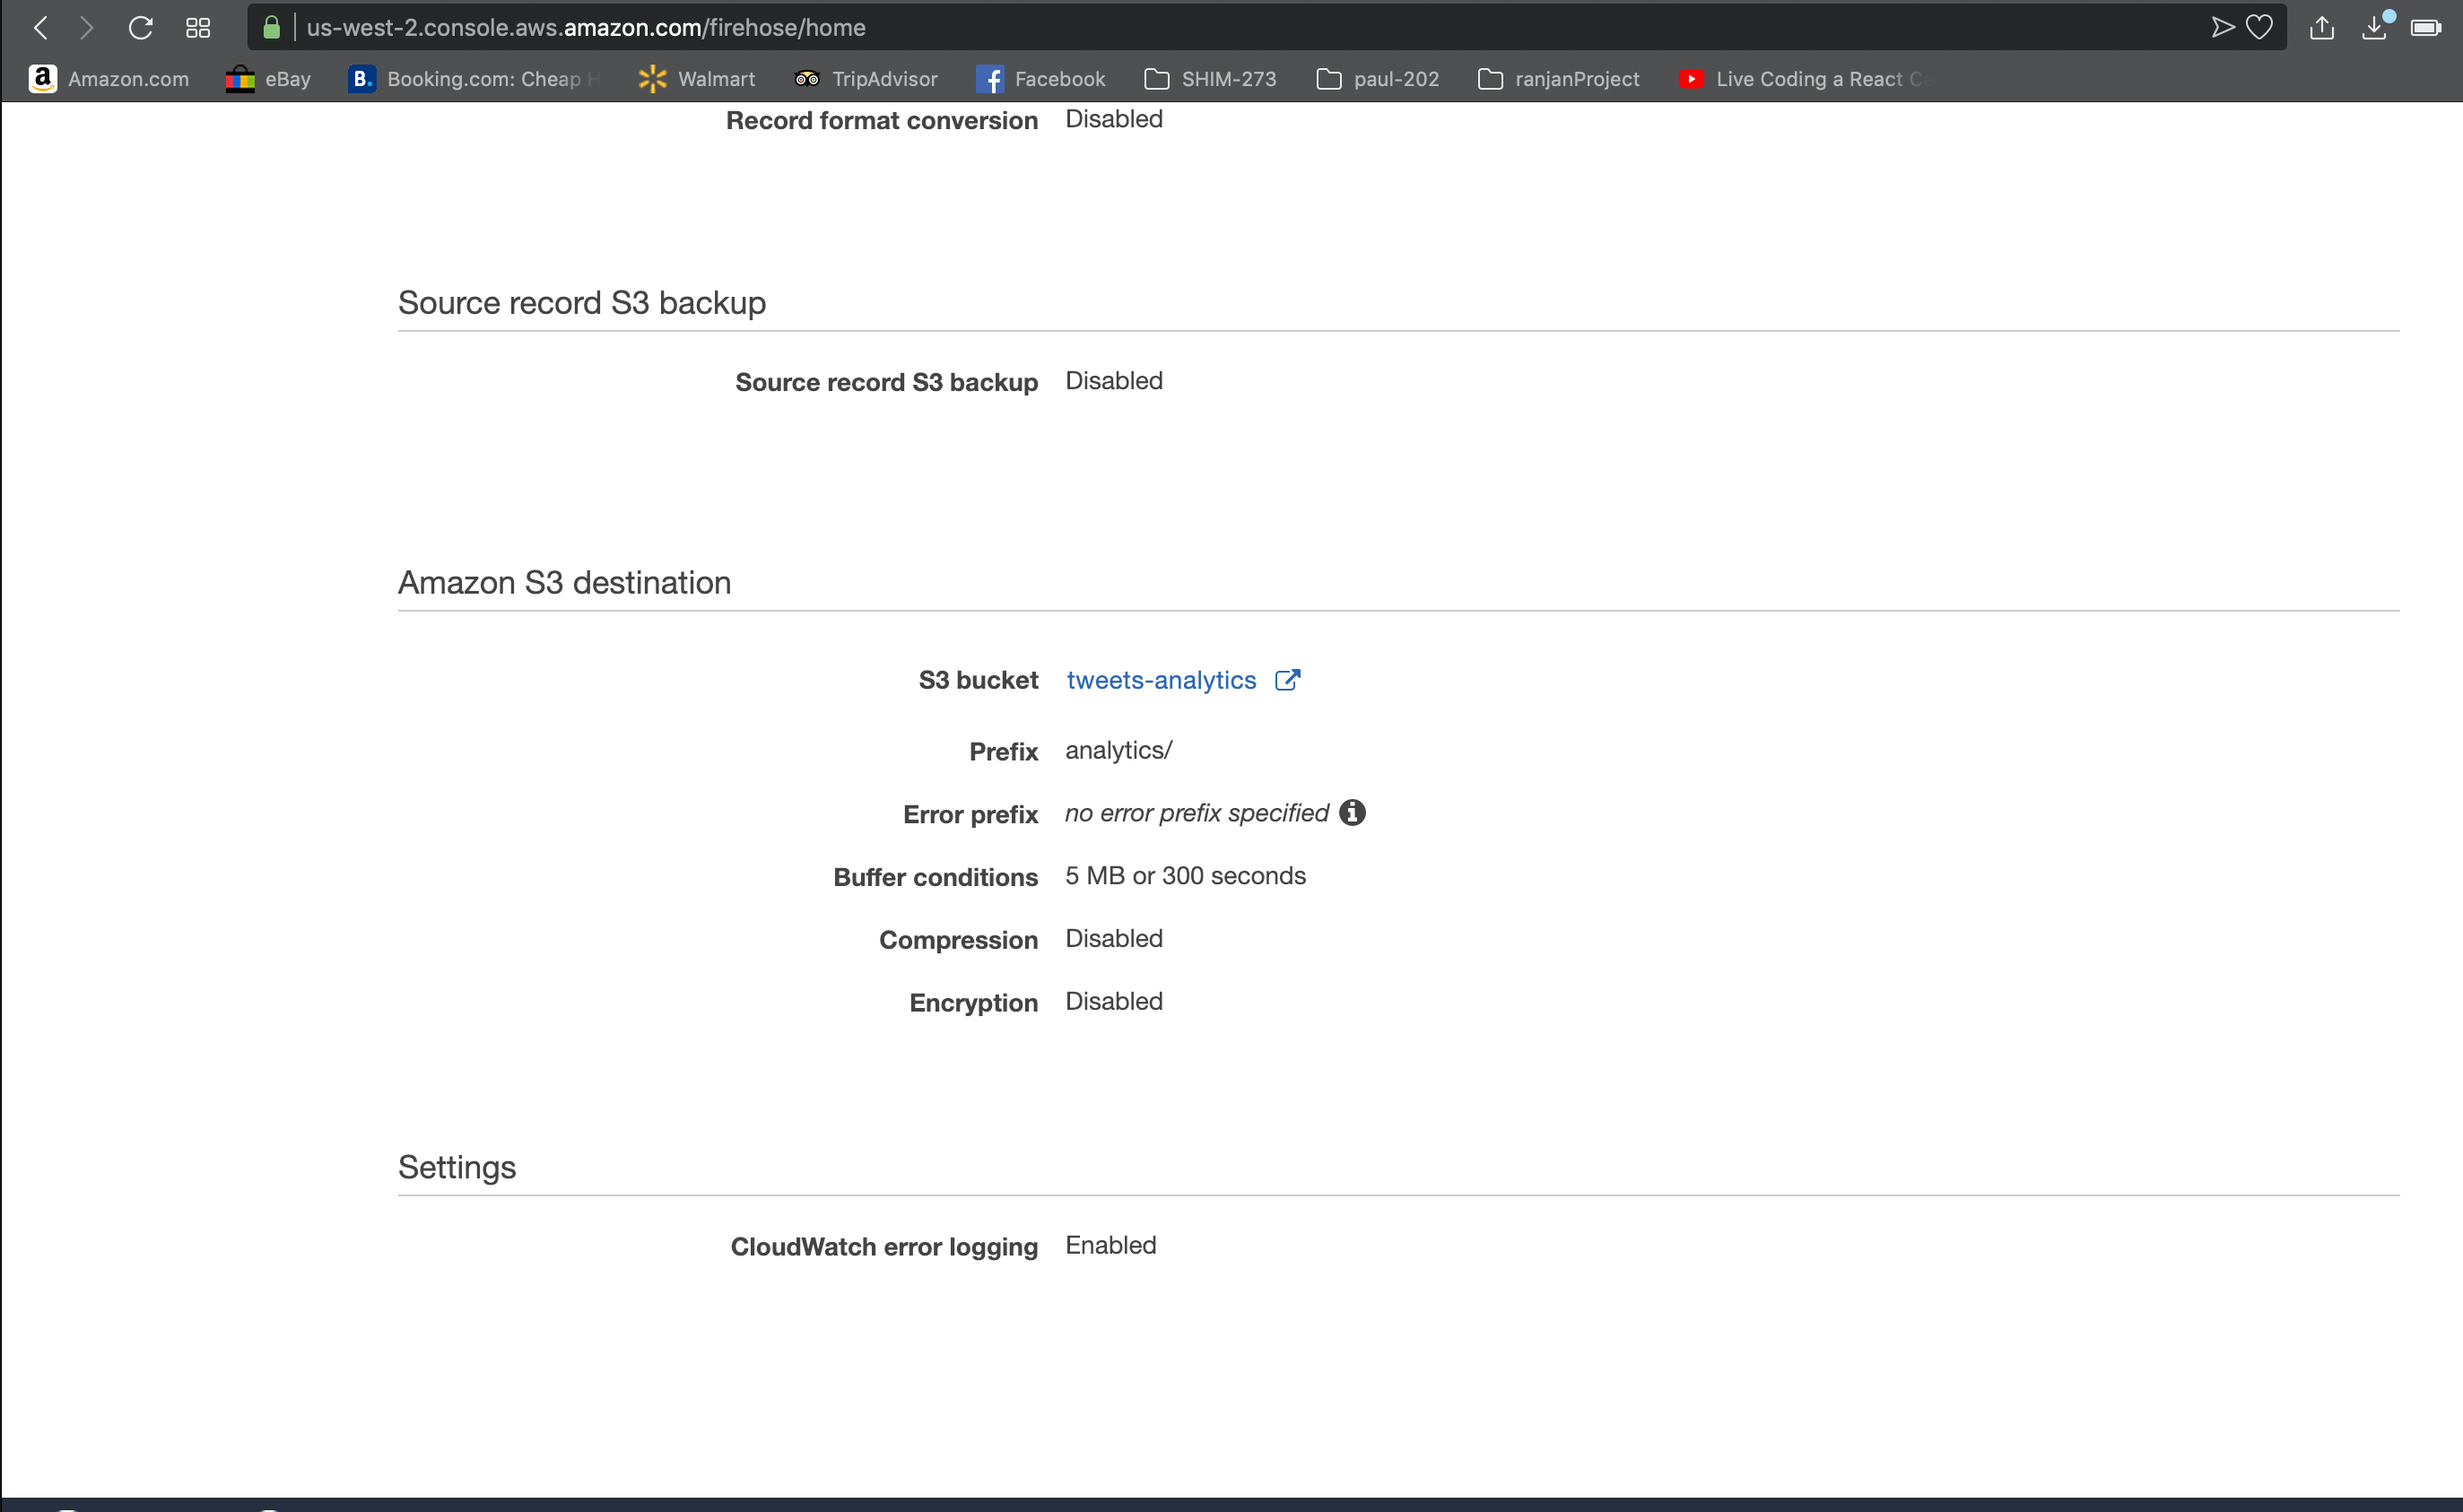 us-west-2.console.aws.amazon.com/firehose/home
Amazon.com eBay Booking.com: Cheap Walmart TripAdvisor Facebook SHIM-273 paul-202 ranjanProject Live Coding a React
Record format conversion Disabled
Source record S3 backup
Source record S3 backup Disabled
Amazon S3 destination
S3 bucket tweets-analytics
Prefix analytics/
Error prefix no error prefix specified
Buffer conditions 5 MB or 300 seconds
Compression Disabled
Encryption Disabled
Settings
CloudWatch error logging Enabled